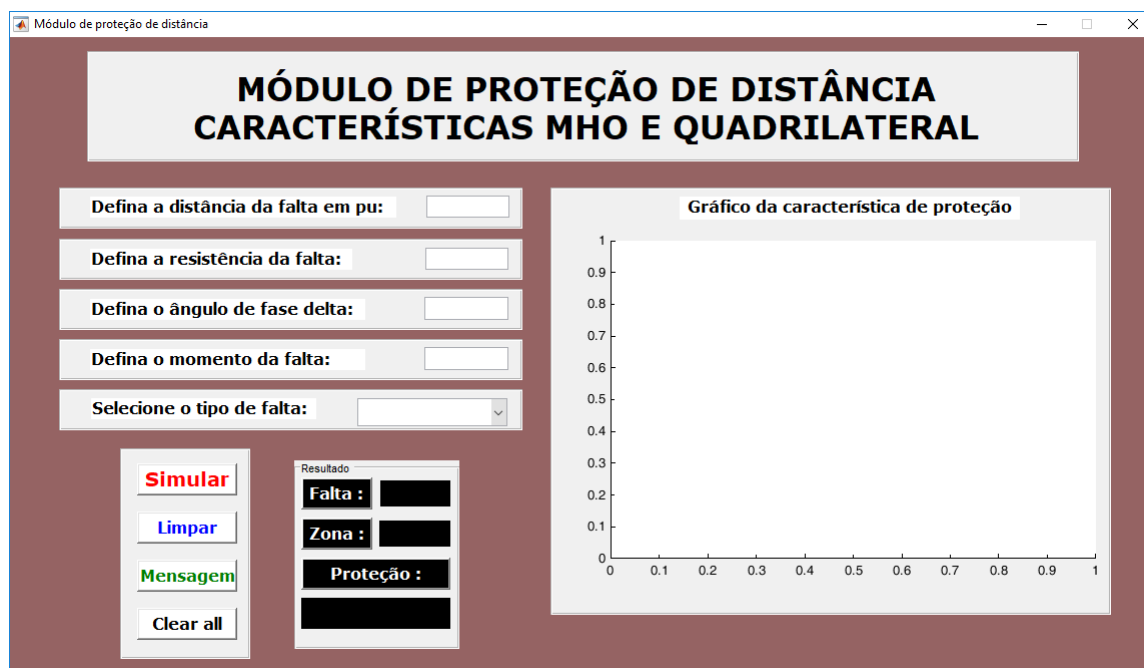 Módulo de proteção de distância
MÓDULO DE PROTEÇÃO DE DISTÂNCIA
CARACTERÍSTICAS MHO E QUADRILATERAL
Defina a distância da falta em pu:
Defina a resistência da falta:
Defina o ângulo de fase delta:
Defina o momento da falta:
Selecione o tipo de falta:
Simular
Limpar
Mensagem
Clear all
Resultado
Falta :
Zona :
Proteção :
Gráfico da característica de proteção
1
0.9
0.8
0.7
0.6
0.5
0.4
0.3
0.2
0.1
0
0 0.1 0.2 0.3 0.4 0.5 0.6 0.7 0.8 0.9 1